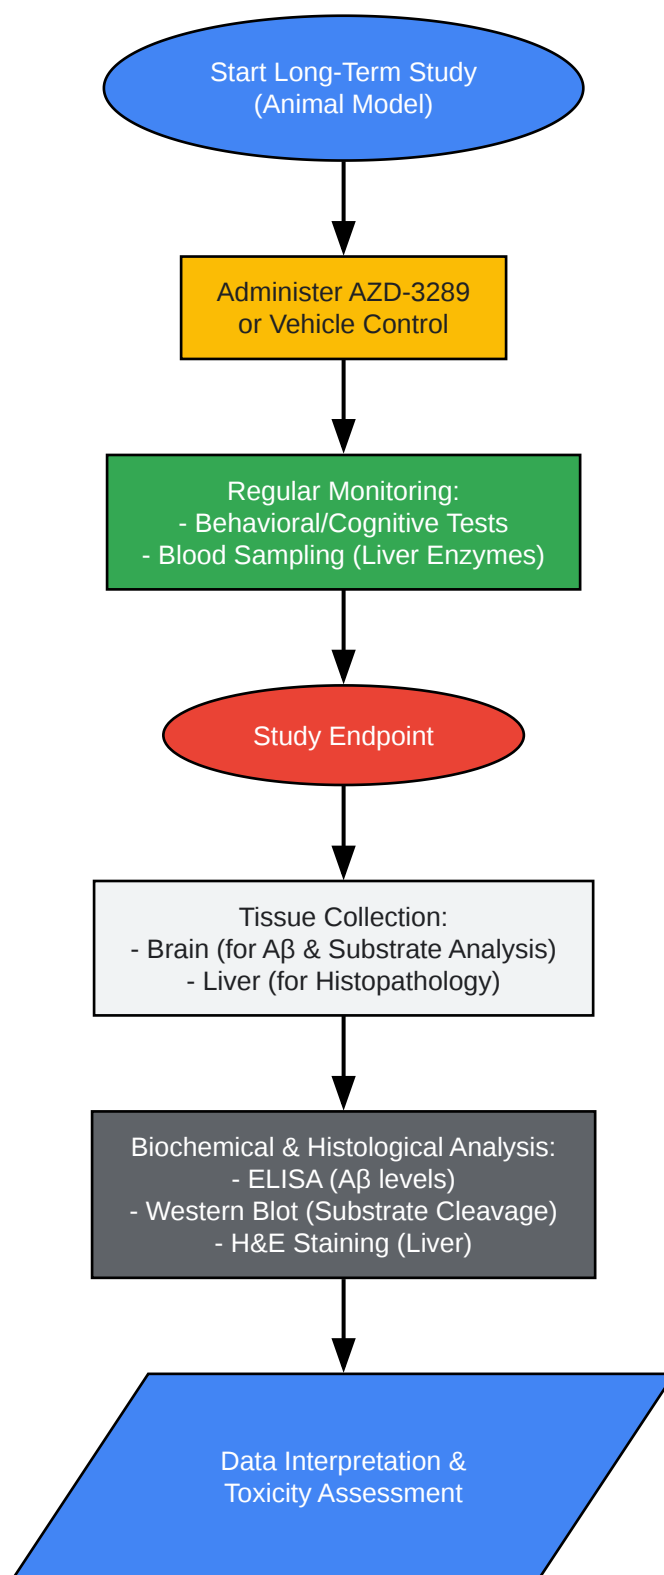 Start Long-Term Study
(Animal Model)
Administer AZD-3289
or Vehicle Control
Regular Monitoring:
- Behavioral/Cognitive Tests
- Blood Sampling (Liver Enzymes)
Study Endpoint
Tissue Collection:
- Brain (for Aβ & Substrate Analysis)
- Liver (for Histopathology)
Biochemical & Histological Analysis:
- ELISA (Aβ levels)
- Western Blot (Substrate Cleavage)
- H&E Staining (Liver)
Data Interpretation &
Toxicity Assessment